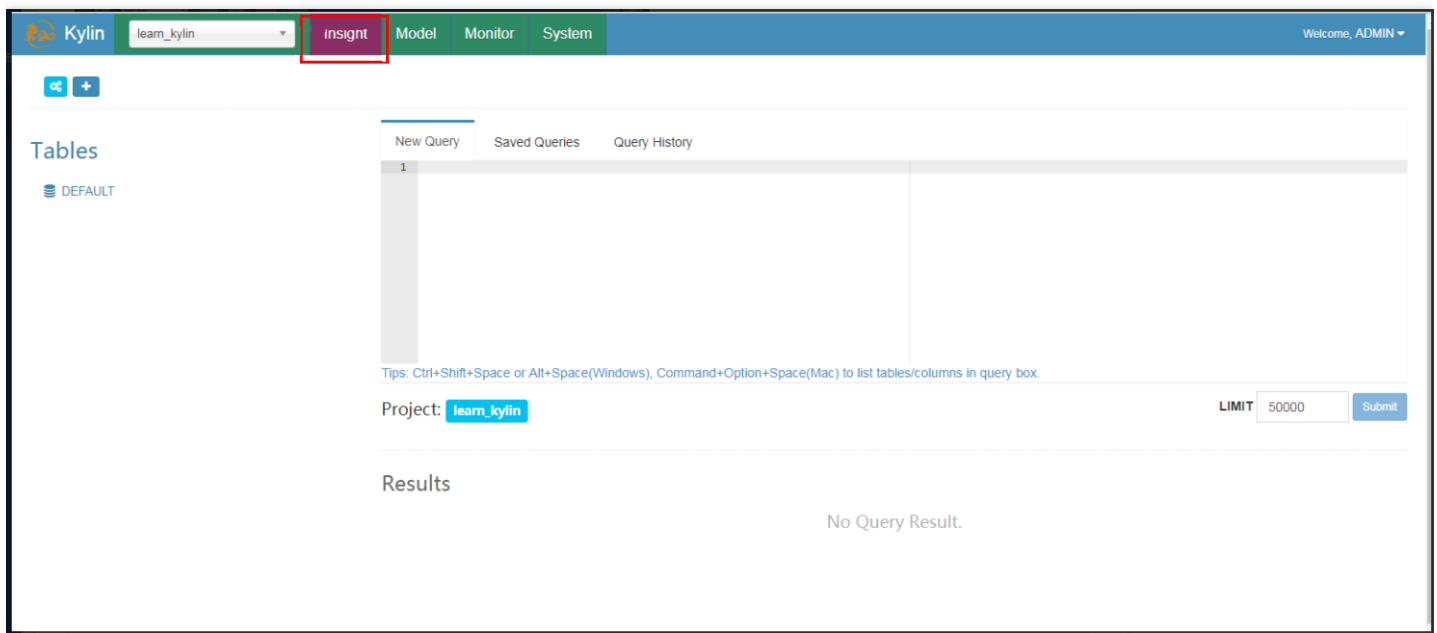 Kylin learn_kylin Insight Model Monitor System Welcome, ADMIN
Tables
DEFAULT
New Query Saved Queries Query History
1
Tips: Ctrl+Shift+Space or Alt+Space(Windows), Command+Option+Space(Mac) to list tables/columns in query box.
Project: learn_kylin LIMIT 50000 Submit
Results
No Query Result.